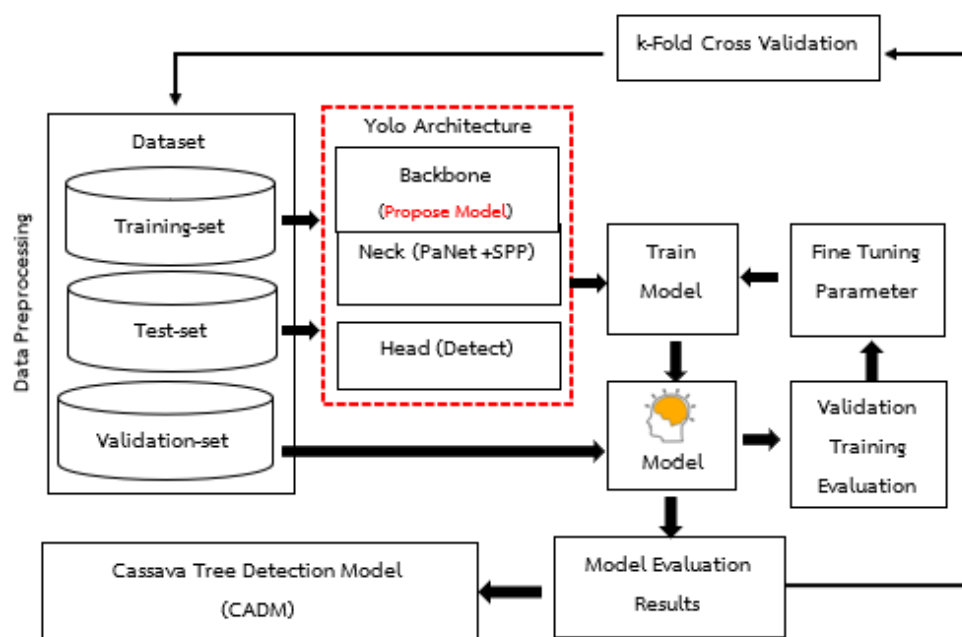 k-Fold Cross Validation
Data Preprocessing
Dataset
Training-set
Test-set
Validation-set
Yolo Architecture
Backbone
(Propose Model)
Neck (PaNet +SPP)
Head (Detect)
Train
Model
Fine Tuning
Parameter
Model
Validation
Training
Evaluation
Cassava Tree Detection Model
(CADM)
Model Evaluation
Results